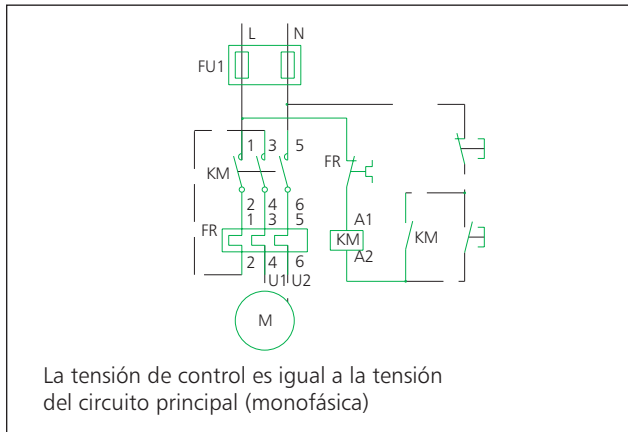 L N
FU1
1 3 5
FR
KM
2 4 6
1 3 5
A1
FR
KM
KM
A2
2 4 6
U1 U2
M
La tensión de control es igual a la tensión
del circuito principal (monofásica)